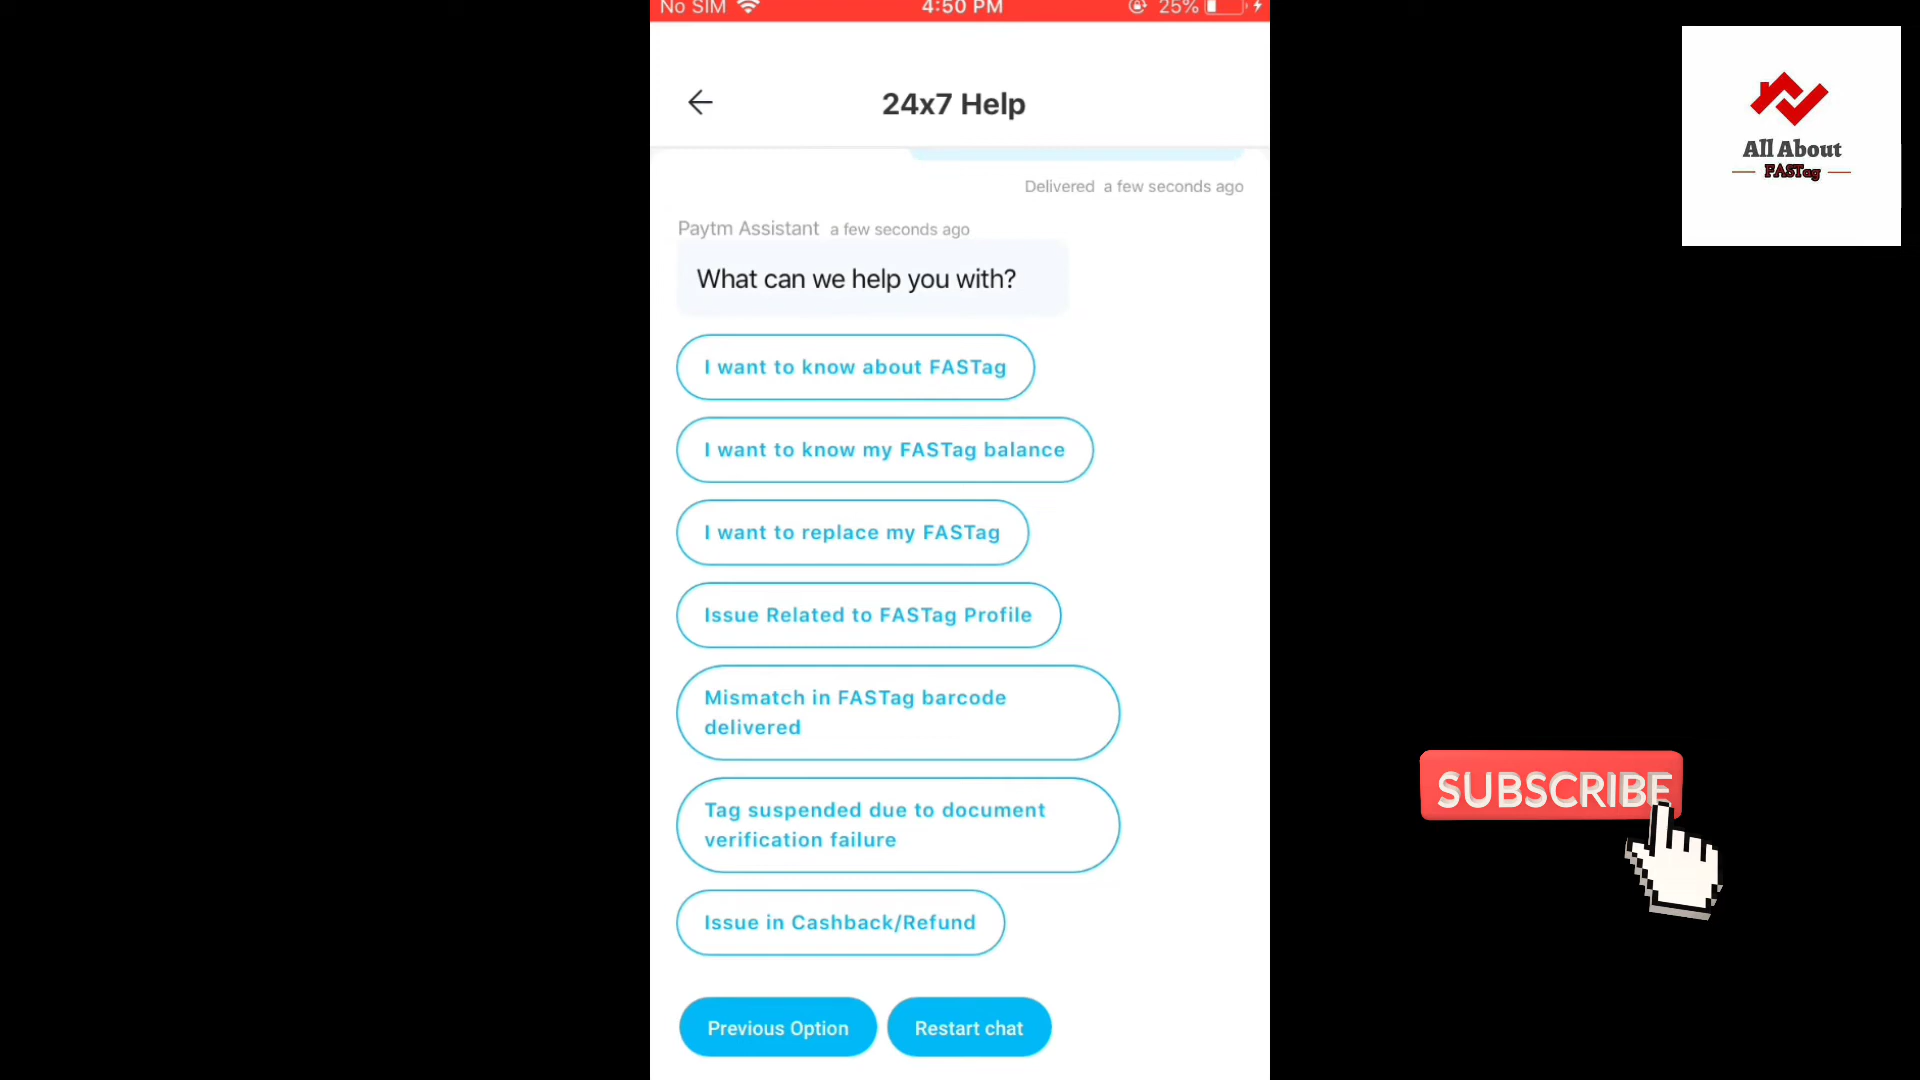 No SIM 4:50 PM 25%
24x7 Help
Delivered a few seconds ago
Paytm Assistant a few seconds ago
What can we help you with?
I want to know about FASTag
I want to know my FASTag balance
I want to replace my FASTag
Issue Related to FASTag Profile
Mismatch in FASTag barcode
delivered
Tag suspended due to document
verification failure
Issue in Cashback/Refund
Previous Option Restart chat
All About
FASTag
SUBSCRIBE